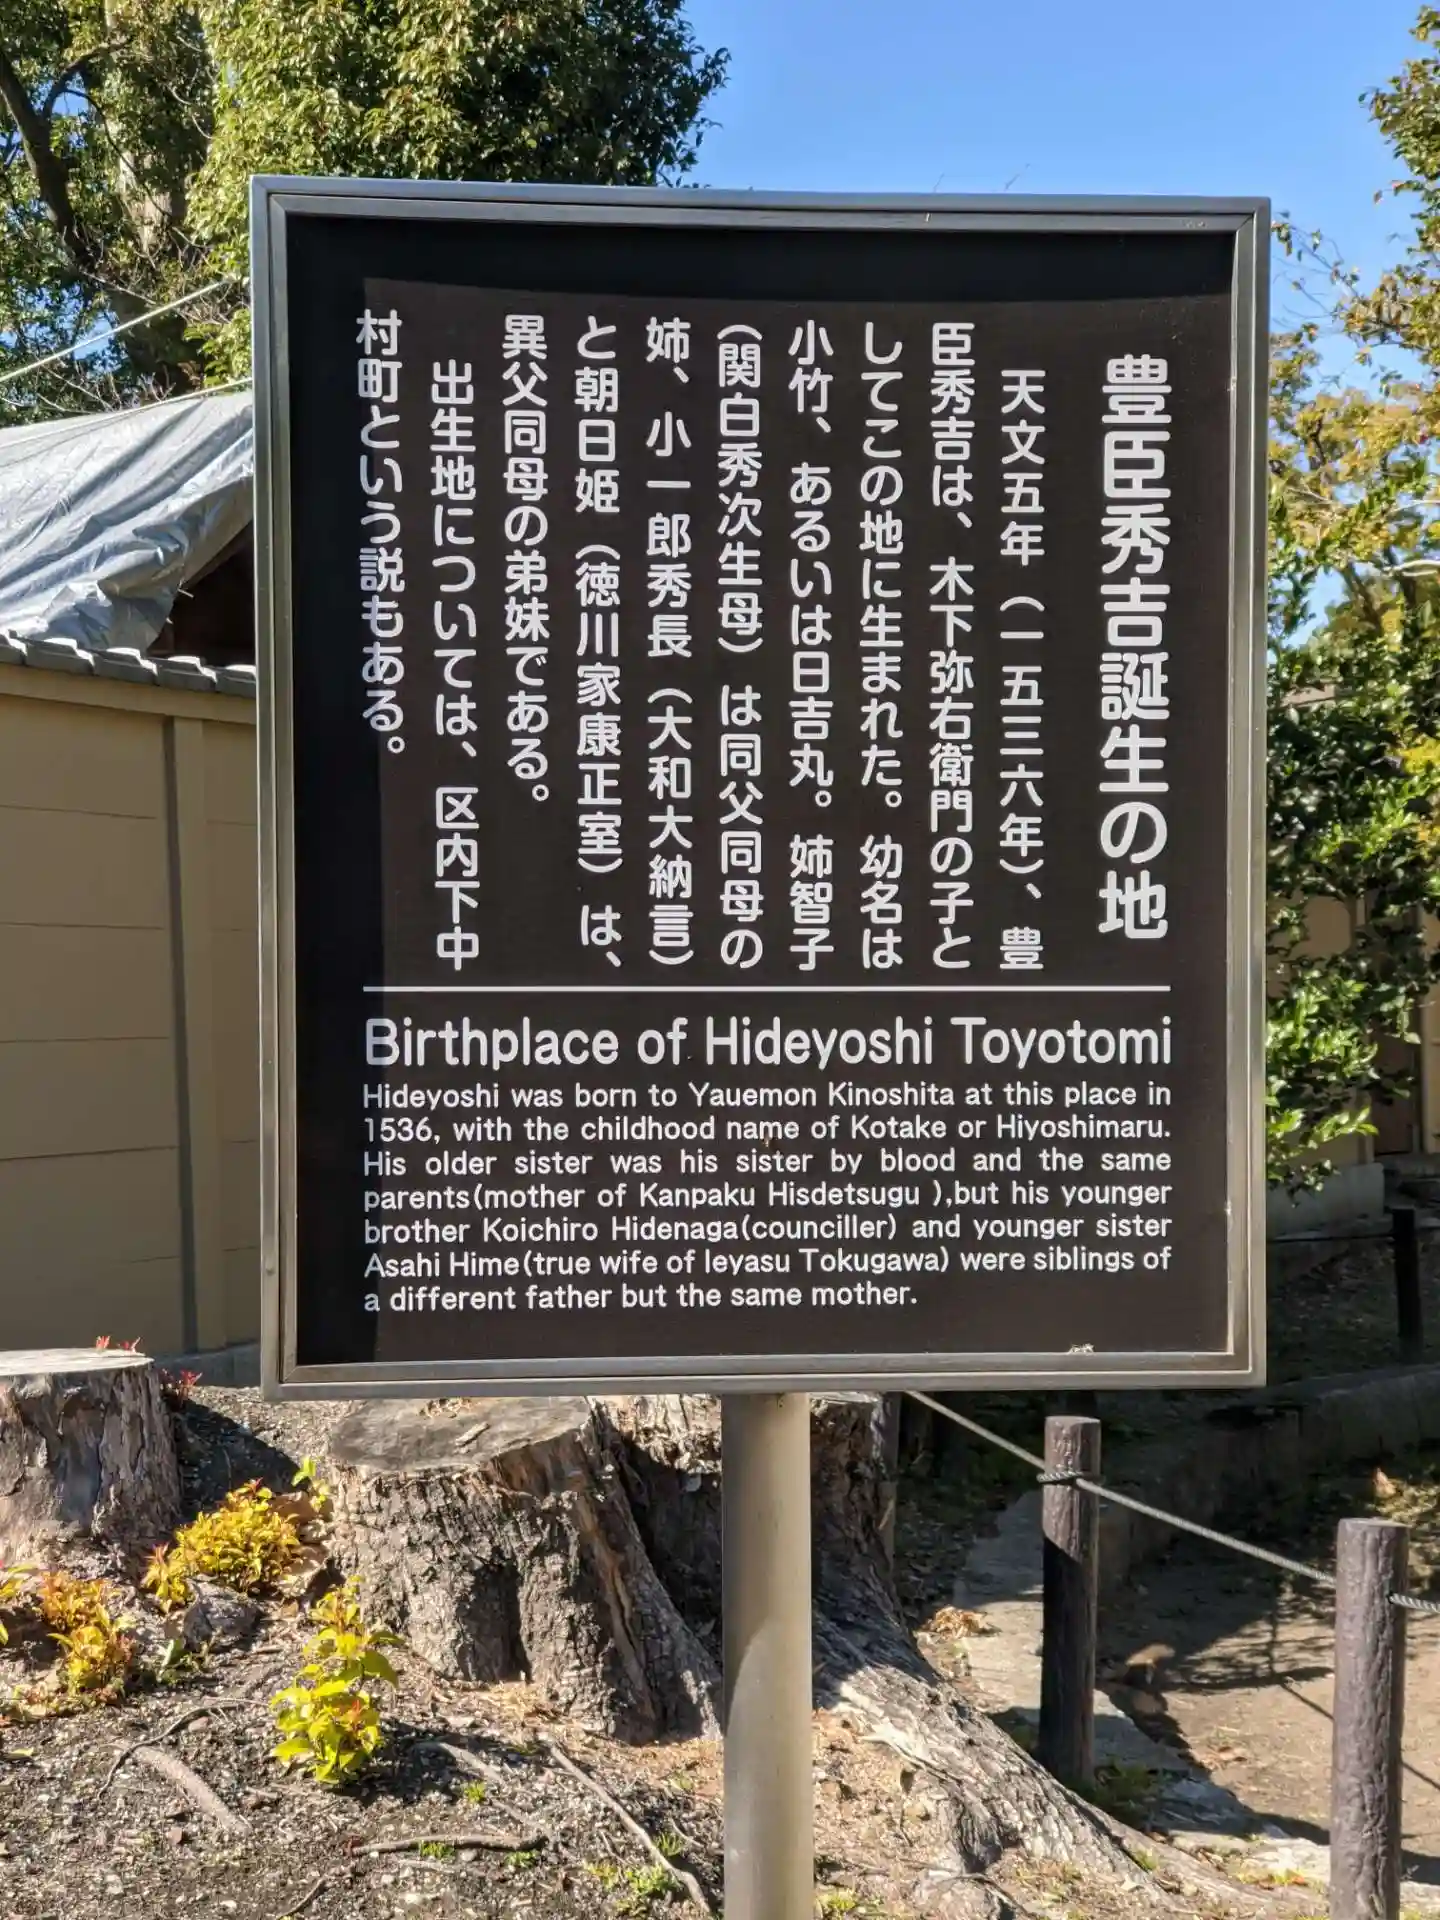 豊臣秀吉誕生の地
天文五年（一五三六年）、豊
臣秀吉は、木下弥右衛門の子と
してこの地に生まれた。幼名は
小竹、あるいは日吉丸。姉智子
（関白秀次生母）は同父同母の
姉、小一郎秀長（大和大納言）
と朝日姫（徳川家康正室）は、
異父同母の弟妹である。
出生地については、区内下中
村町という説もある。
Birthplace of Hideyoshi Toyotomi
Hideyoshi was born to Yauemon Kinoshita at this place in
1536, with the childhood name of Kotake or Hiyoshimaru.
His older sister was his sister by blood and the same
parents(mother of Kanpaku Hisdetsugu ),but his younger
brother Koichiro Hidenaga(counciller) and younger sister
Asahi Hime(true wife of Ieyasu Tokugawa) were siblings of
a different father but the same mother.